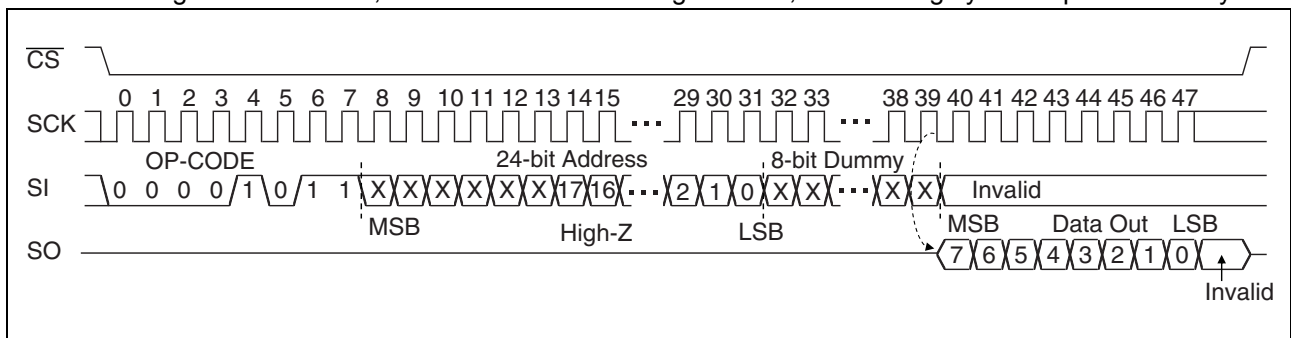 CS
0 1 2 3 4 5 6 7 8 9 10 11 12 13 14 15 ••• 29 30 31 32 33 ••• 38 39 40 41 42 43 44 45 46 47
SCK
OP-CODE 24-bit Address 8-bit Dummy
SI 0 0 0 0 1 0 1 1 X X X X X X 17 16 ••• 2 1 0 X X ••• X X Invalid
MSB High-Z LSB MSB Data Out LSB
SO 7 6 5 4 3 2 1 0
Invalid